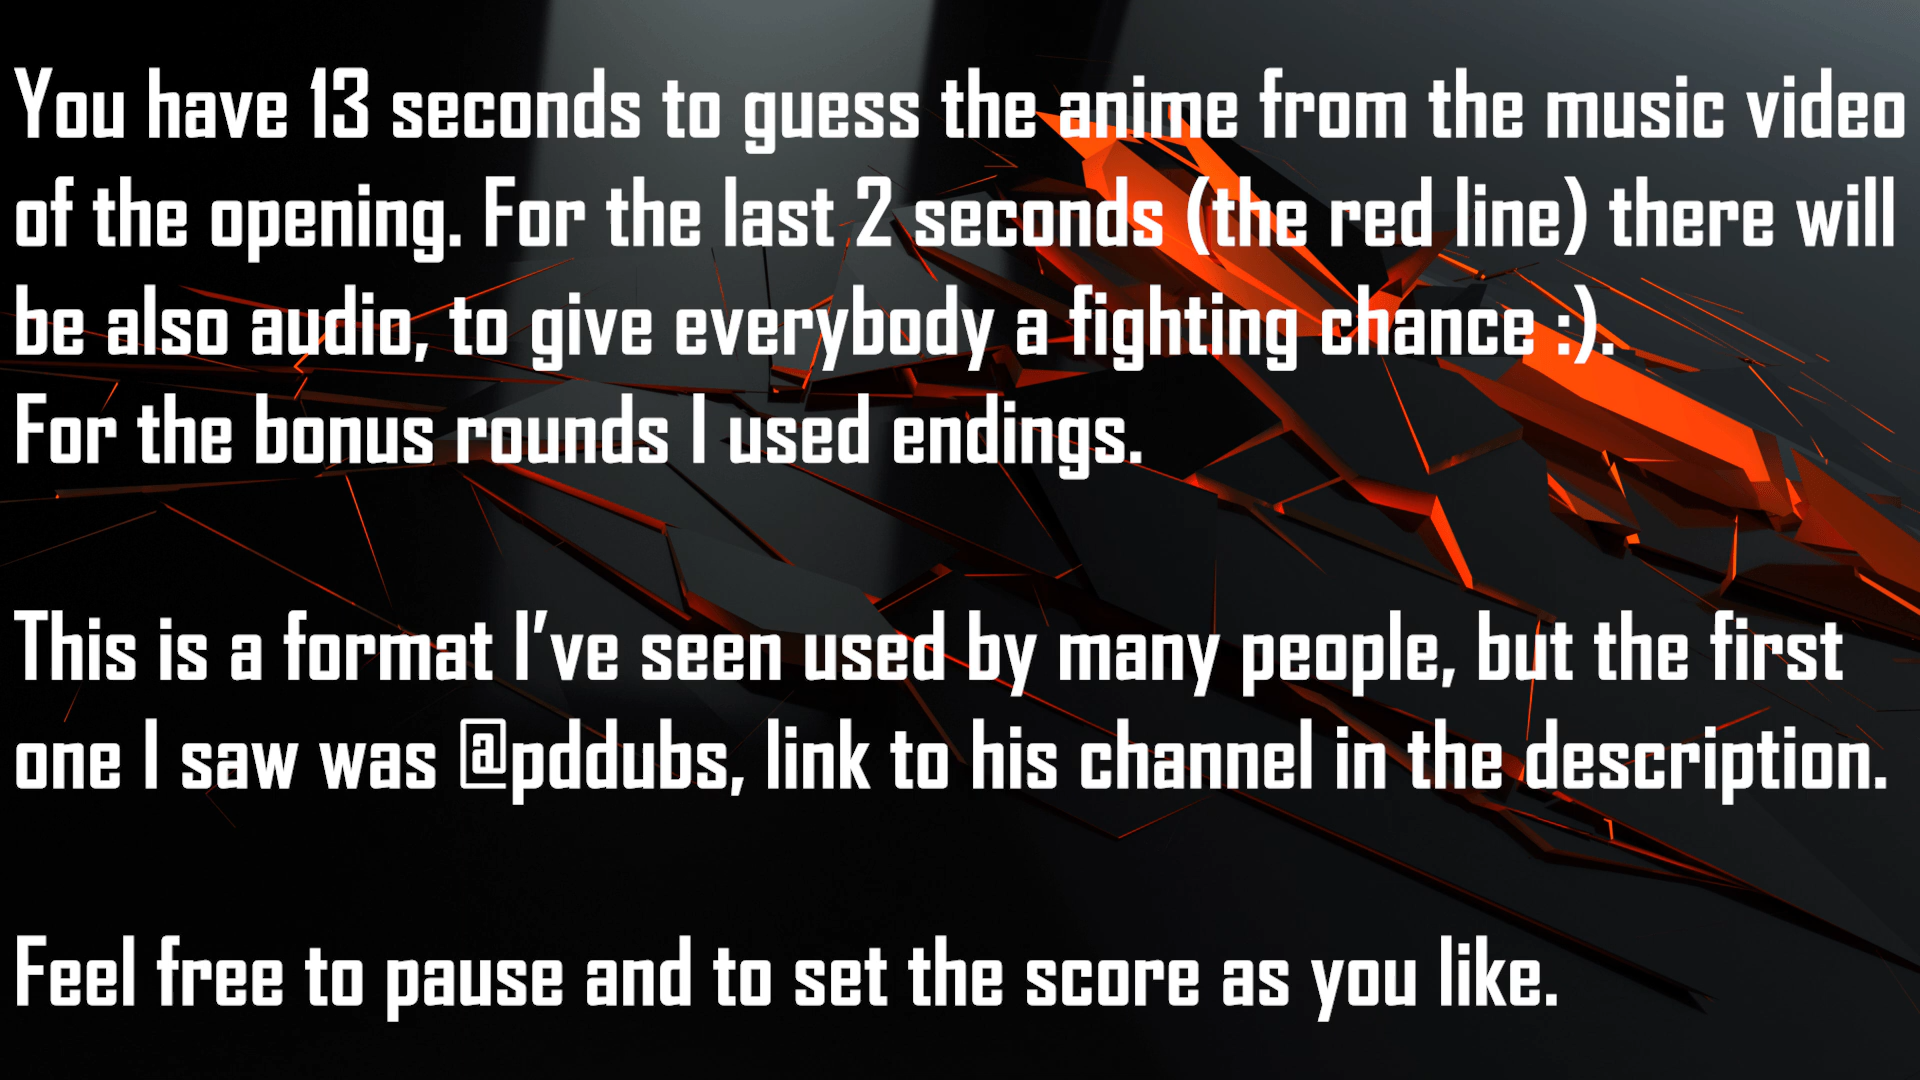 You have 13 seconds to guess the anime from the music video
of the opening. For the last 2 seconds (the red line) there will
be also audio, to give everybody a fighting chance :).
For the bonus rounds I used endings.
This is a format I’ve seen used by many people, but the first
one I saw was @pddubs, link to his channel in the description.
Feel free to pause and to set the score as you like.